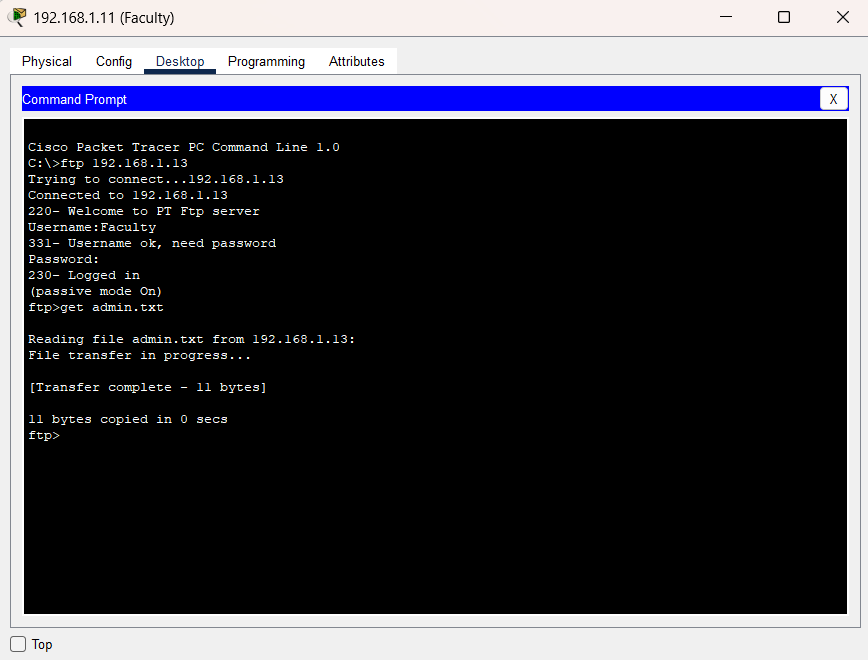 192.168.1.11 (Faculty)
Physical Config Desktop Programming Attributes
Command Prompt
X
Cisco Packet Tracer PC Command Line 1.0
C:\>ftp 192.168.1.13
Trying to connect...192.168.1.13
Connected to 192.168.1.13
220- Welcome to PT Ftp server
Username:Faculty
331- Username ok, need password
Password:
230- Logged in
(passive mode On)
ftp>get admin.txt
Reading file admin.txt from 192.168.1.13:
File transfer in progress...
[Transfer complete - 11 bytes]
11 bytes copied in 0 secs
ftp>
Top